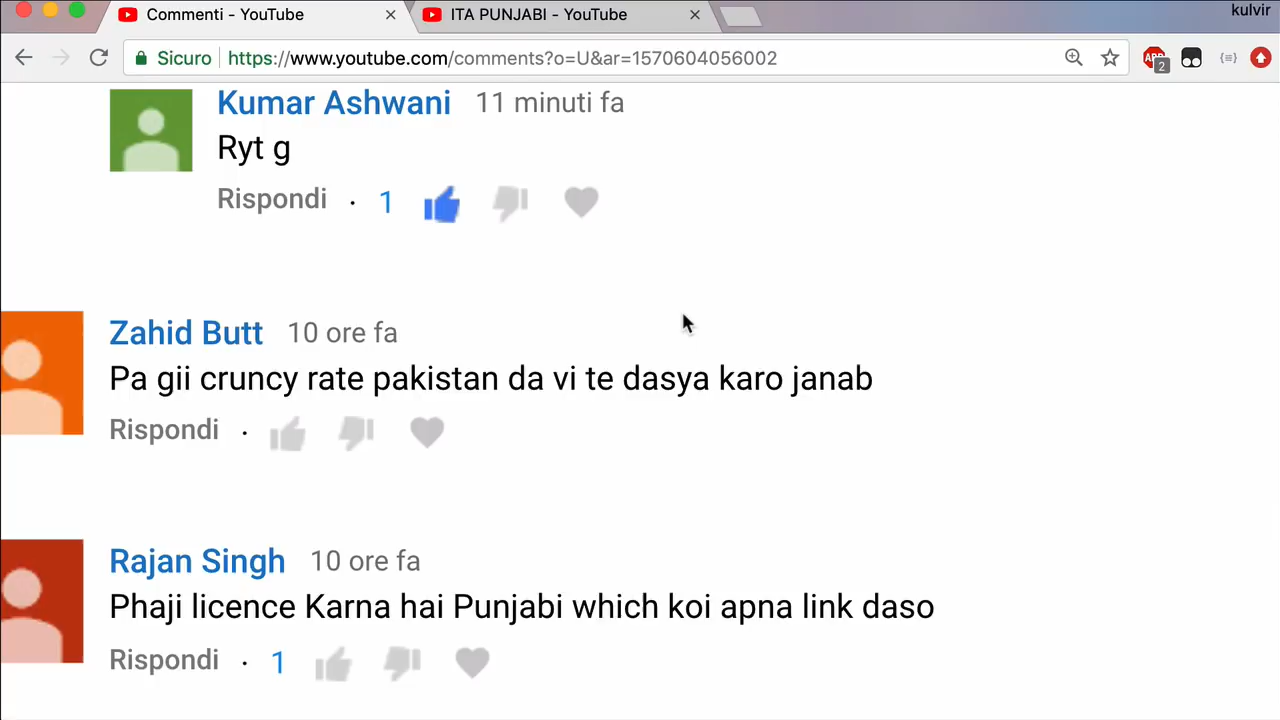 kulvir
Commenti - YouTube
ITA PUNJABI - YouTube
Sicuro https://www.youtube.com/comments?o=U&ar=1570604056002
ABP 2
Kumar Ashwani 11 minuti fa
Ryt g
Rispondi · 1
Zahid Butt 10 ore fa
Pa gii cruncy rate pakistan da vi te dasya karo janab
Rispondi ·
Rajan Singh 10 ore fa
Phaji licence Karna hai Punjabi which koi apna link daso
Rispondi · 1